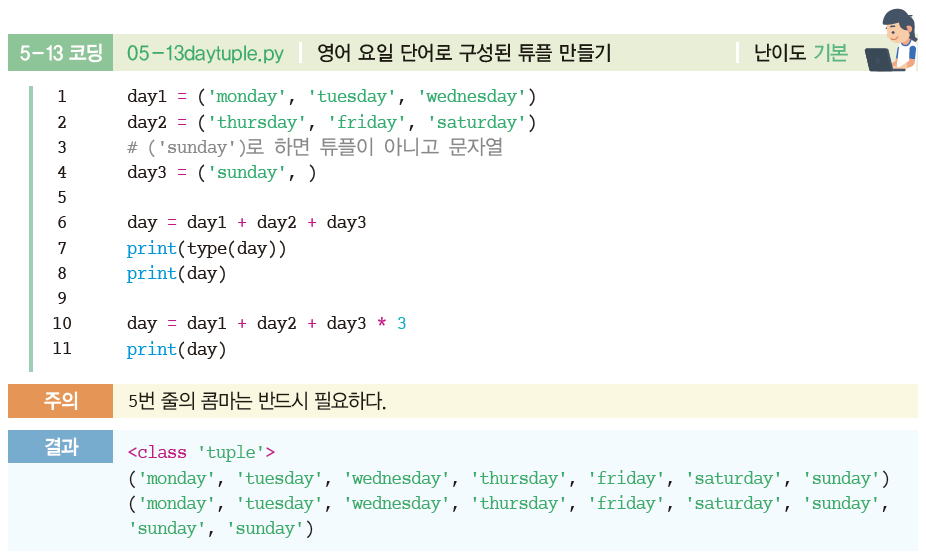 5-13 코딩 05-13daytuple.py 영어 요일 단어로 구성된 튜플 만들기 난이도 기본
1 day1 = ('monday', 'tuesday', 'wednesday')
2 day2 = ('thursday', 'friday', 'saturday')
3 # ('sunday')로 하면 튜플이 아니고 문자열
4 day3 = ('sunday', )
5
6 day = day1 + day2 + day3
7 print(type(day))
8 print(day)
9
10 day = day1 + day2 + day3 * 3
11 print(day)
주의 5번 줄의 콤마는 반드시 필요하다.
결과 <class 'tuple'>
('monday', 'tuesday', 'wednesday', 'thursday', 'friday', 'saturday', 'sunday')
('monday', 'tuesday', 'wednesday', 'thursday', 'friday', 'saturday', 'sunday',
'sunday', 'sunday')